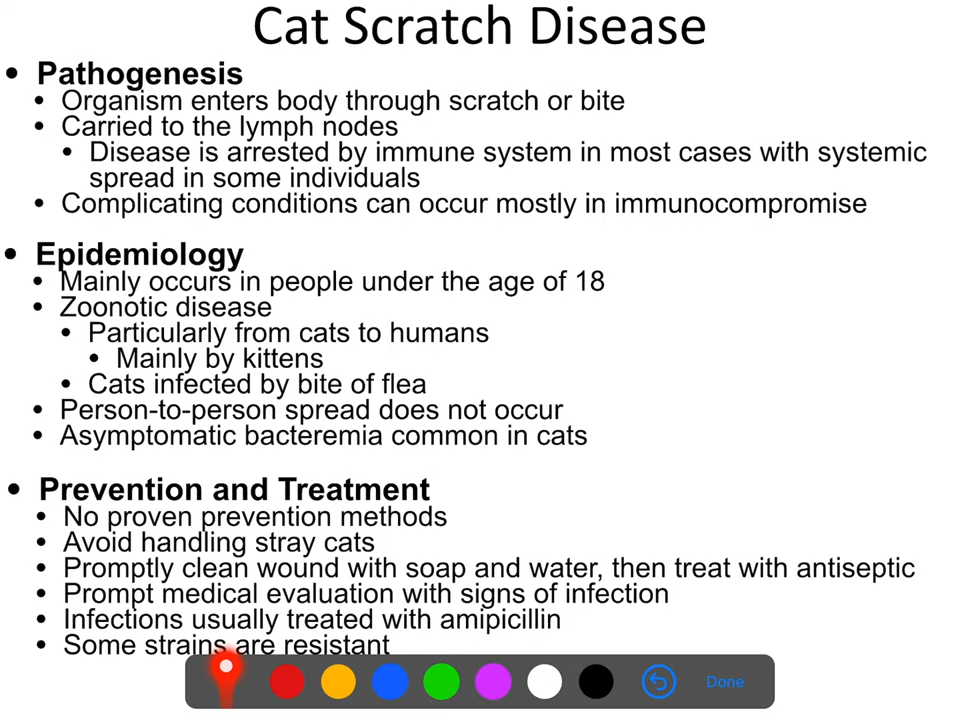 Cat Scratch Disease
• Pathogenesis
• Organism enters body through scratch or bite
• Carried to the lymph nodes
• Disease is arrested by immune system in most cases with systemic
spread in some individuals
• Complicating conditions can occur mostly in immunocompromise
• Epidemiology
• Mainly occurs in people under the age of 18
• Zoonotic disease
• Particularly from cats to humans
• Mainly by kittens
• Cats infected by bite of flea
• Person-to-person spread does not occur
• Asymptomatic bacteremia common in cats
• Prevention and Treatment
• No proven prevention methods
• Avoid handling stray cats
• Promptly clean wound with soap and water, then treat with antiseptic
• Prompt medical evaluation with signs of infection
• Infections usually treated with amipicillin
• Some strains are resistant
Done